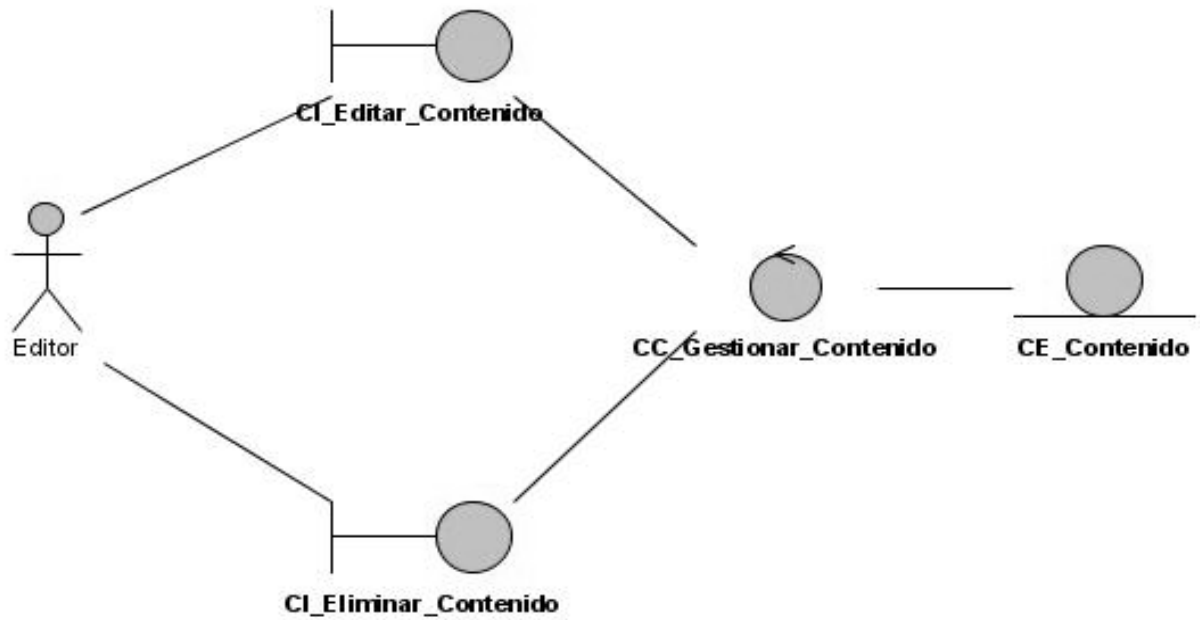 CI_Editar_Contenido
Editor
CC_Gestionar_Contenido
CE_Contenido
CI_Eliminar_Contenido